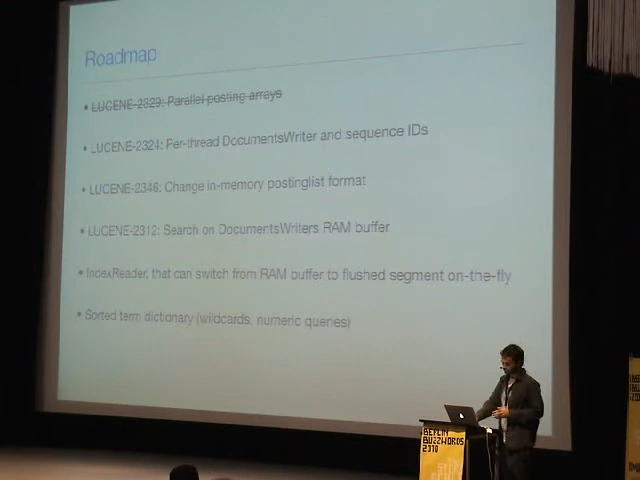 Roadmap
• LUCENE-2329: Parallel posting arrays
• LUCENE-2324: Per-thread DocumentsWriter and sequence IDs
• LUCENE-2346: Change in-memory postinglist format
• LUCENE-2312: Search on DocumentsWriters RAM buffer
• IndexReader, that can switch from RAM buffer to flushed segment on-the-fly
• Sorted term dictionary (wildcards, numeric queries)
BERLIN
BUZZWORDS
2010